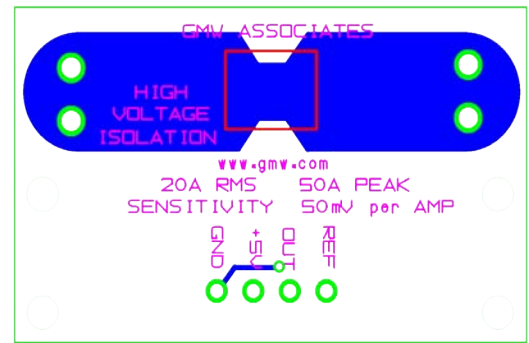 GMW ASSOCIATES
HIGH
VOLTAGE
ISOLATION
www.gmw.com
20A RMS 50A PEAK
SENSITIVITY 50mV per AMP
GND +5V OUT REF